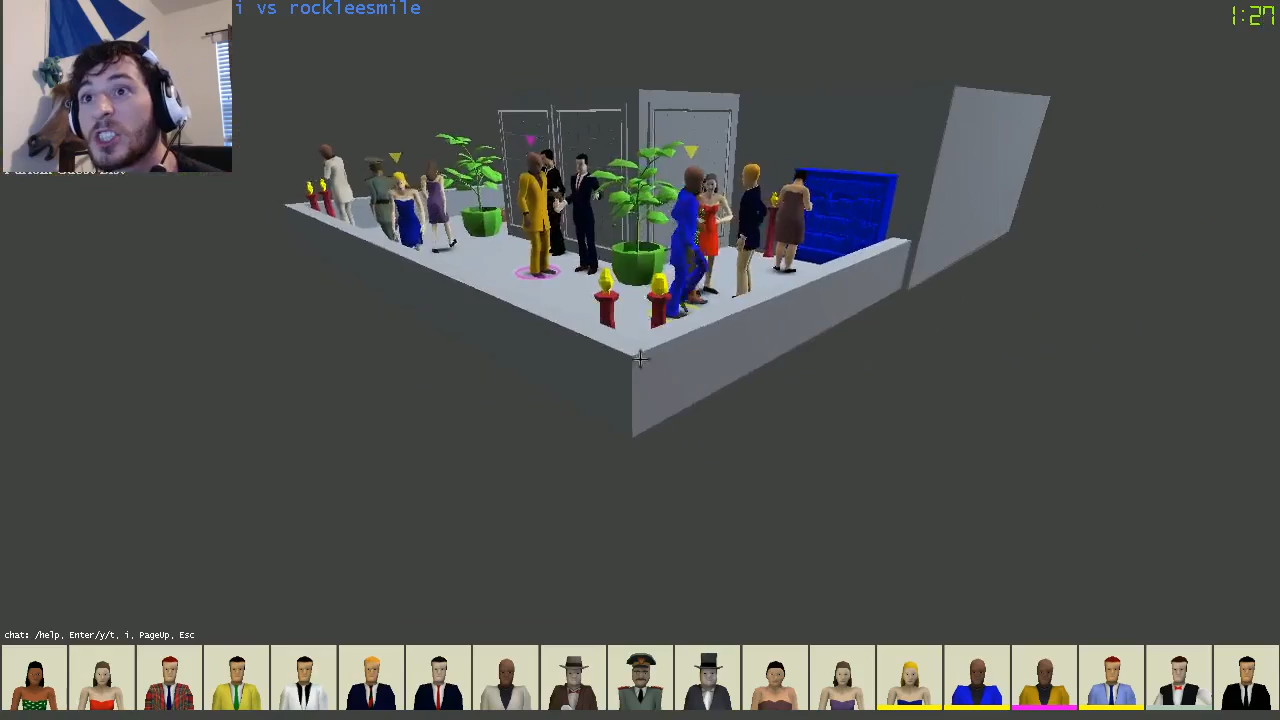 i vs rockleesmile
1:27
chat: /help, Enter/y/t, i, PageUp, Esc